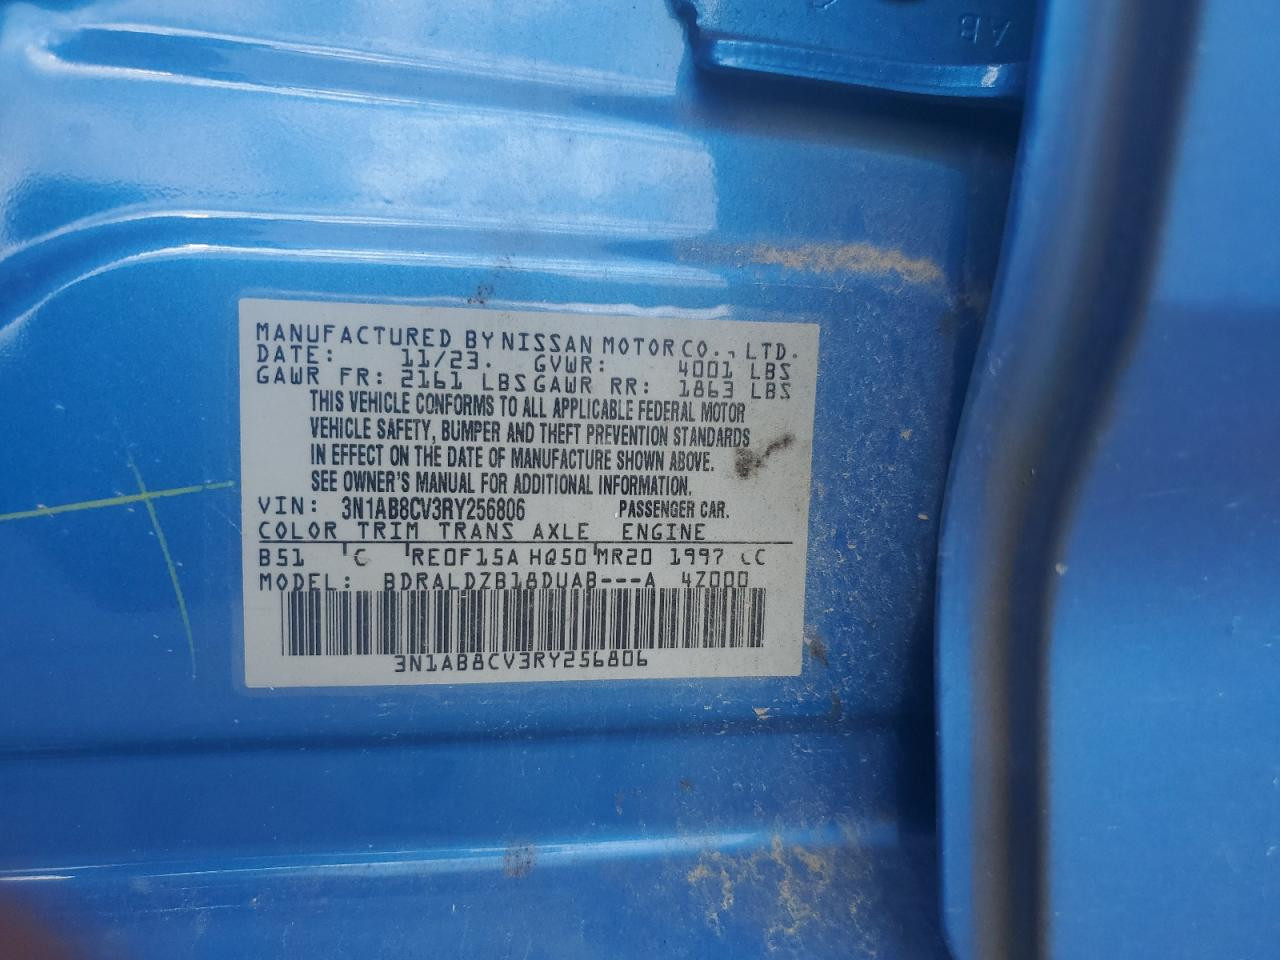 AB
MANUFACTURED BY NISSAN MOTOR CO., LTD.
DATE: 11/23. GVWR: 4001 LBS
GAWR FR: 2161 LBS GAWR RR: 1863 LBS
THIS VEHICLE CONFORMS TO ALL APPLICABLE FEDERAL MOTOR
VEHICLE SAFETY, BUMPER AND THEFT PREVENTION STANDARDS
IN EFFECT ON THE DATE OF MANUFACTURE SHOWN ABOVE.
SEE OWNER'S MANUAL FOR ADDITIONAL INFORMATION.
VIN: 3N1AB8CV3RY256806 PASSENGER CAR.
COLOR TRIM TRANS AXLE ENGINE
B51 C RE0F15A HQ50 MR20 1997 CC
MODEL: BDRALDZB18DUAB---A 4Z000
3N1AB8CV3RY256806